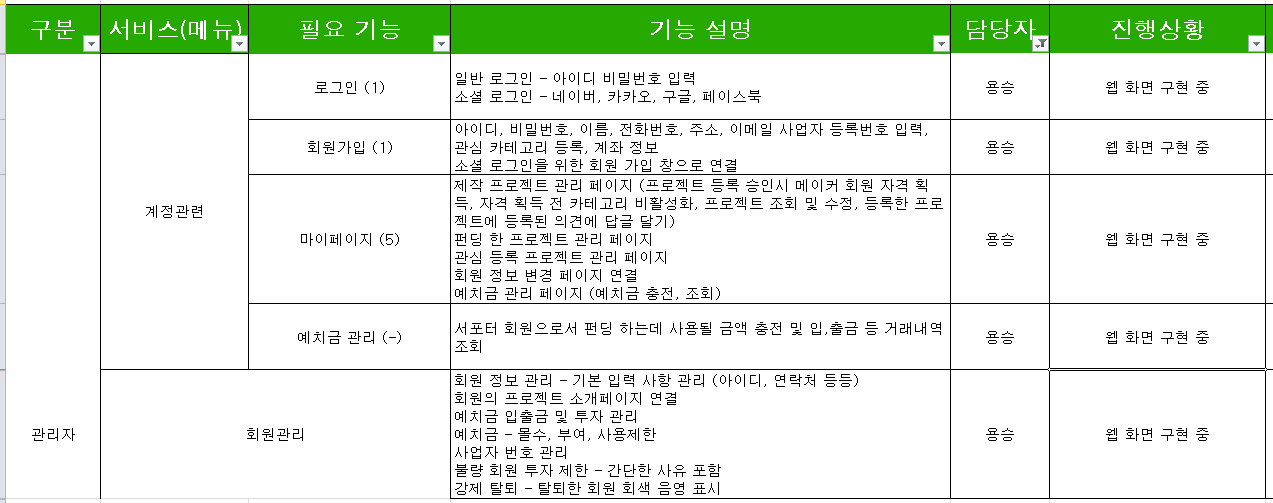 구분 서비스(메뉴) 필요 기능 기능 설명 담당자 진행상황
계정관련
로그인 (1)
일반 로그인 - 아이디 비밀번호 입력
소셜 로그인 - 네이버, 카카오, 구글, 페이스북
용승
웹 화면 구현 중
회원가입 (1)
아이디, 비밀번호, 이름, 전화번호, 주소, 이메일 사업자 등록번호 입력,
관심 카테고리 등록, 계좌 정보
소셜 로그인을 위한 회원 가입 창으로 연결
용승
웹 화면 구현 중
마이페이지 (5)
제작 프로젝트 관리 페이지 (프로젝트 등록 승인시 메이커 회원 자격 획
득, 자격 획득 전 카테고리 비활성화, 프로젝트 조회 및 수정, 등록한 프로
젝트에 등록된 의견에 답글 달기)
펀딩 한 프로젝트 관리 페이지
관심 등록 프로젝트 관리 페이지
회원 정보 변경 페이지 연결
예치금 관리 페이지 (예치금 충전, 조회)
용승
웹 화면 구현 중
예치금 관리 (-)
서포터 회원으로서 펀딩 하는데 사용될 금액 충전 및 입,출금 등 거래내역
조회
용승
웹 화면 구현 중
관리자
회원관리
회원 정보 관리 - 기본 입력 사항 관리 (아이디, 연락처 등등)
회원의 프로젝트 소개페이지 연결
예치금 입출금 및 투자 관리
예치금 - 몰수, 부여, 사용제한
사업자 번호 관리
불량 회원 투자 제한 - 간단한 사유 포함
강제 탈퇴 - 탈퇴한 회원 회색 음영 표시
용승
웹 화면 구현 중